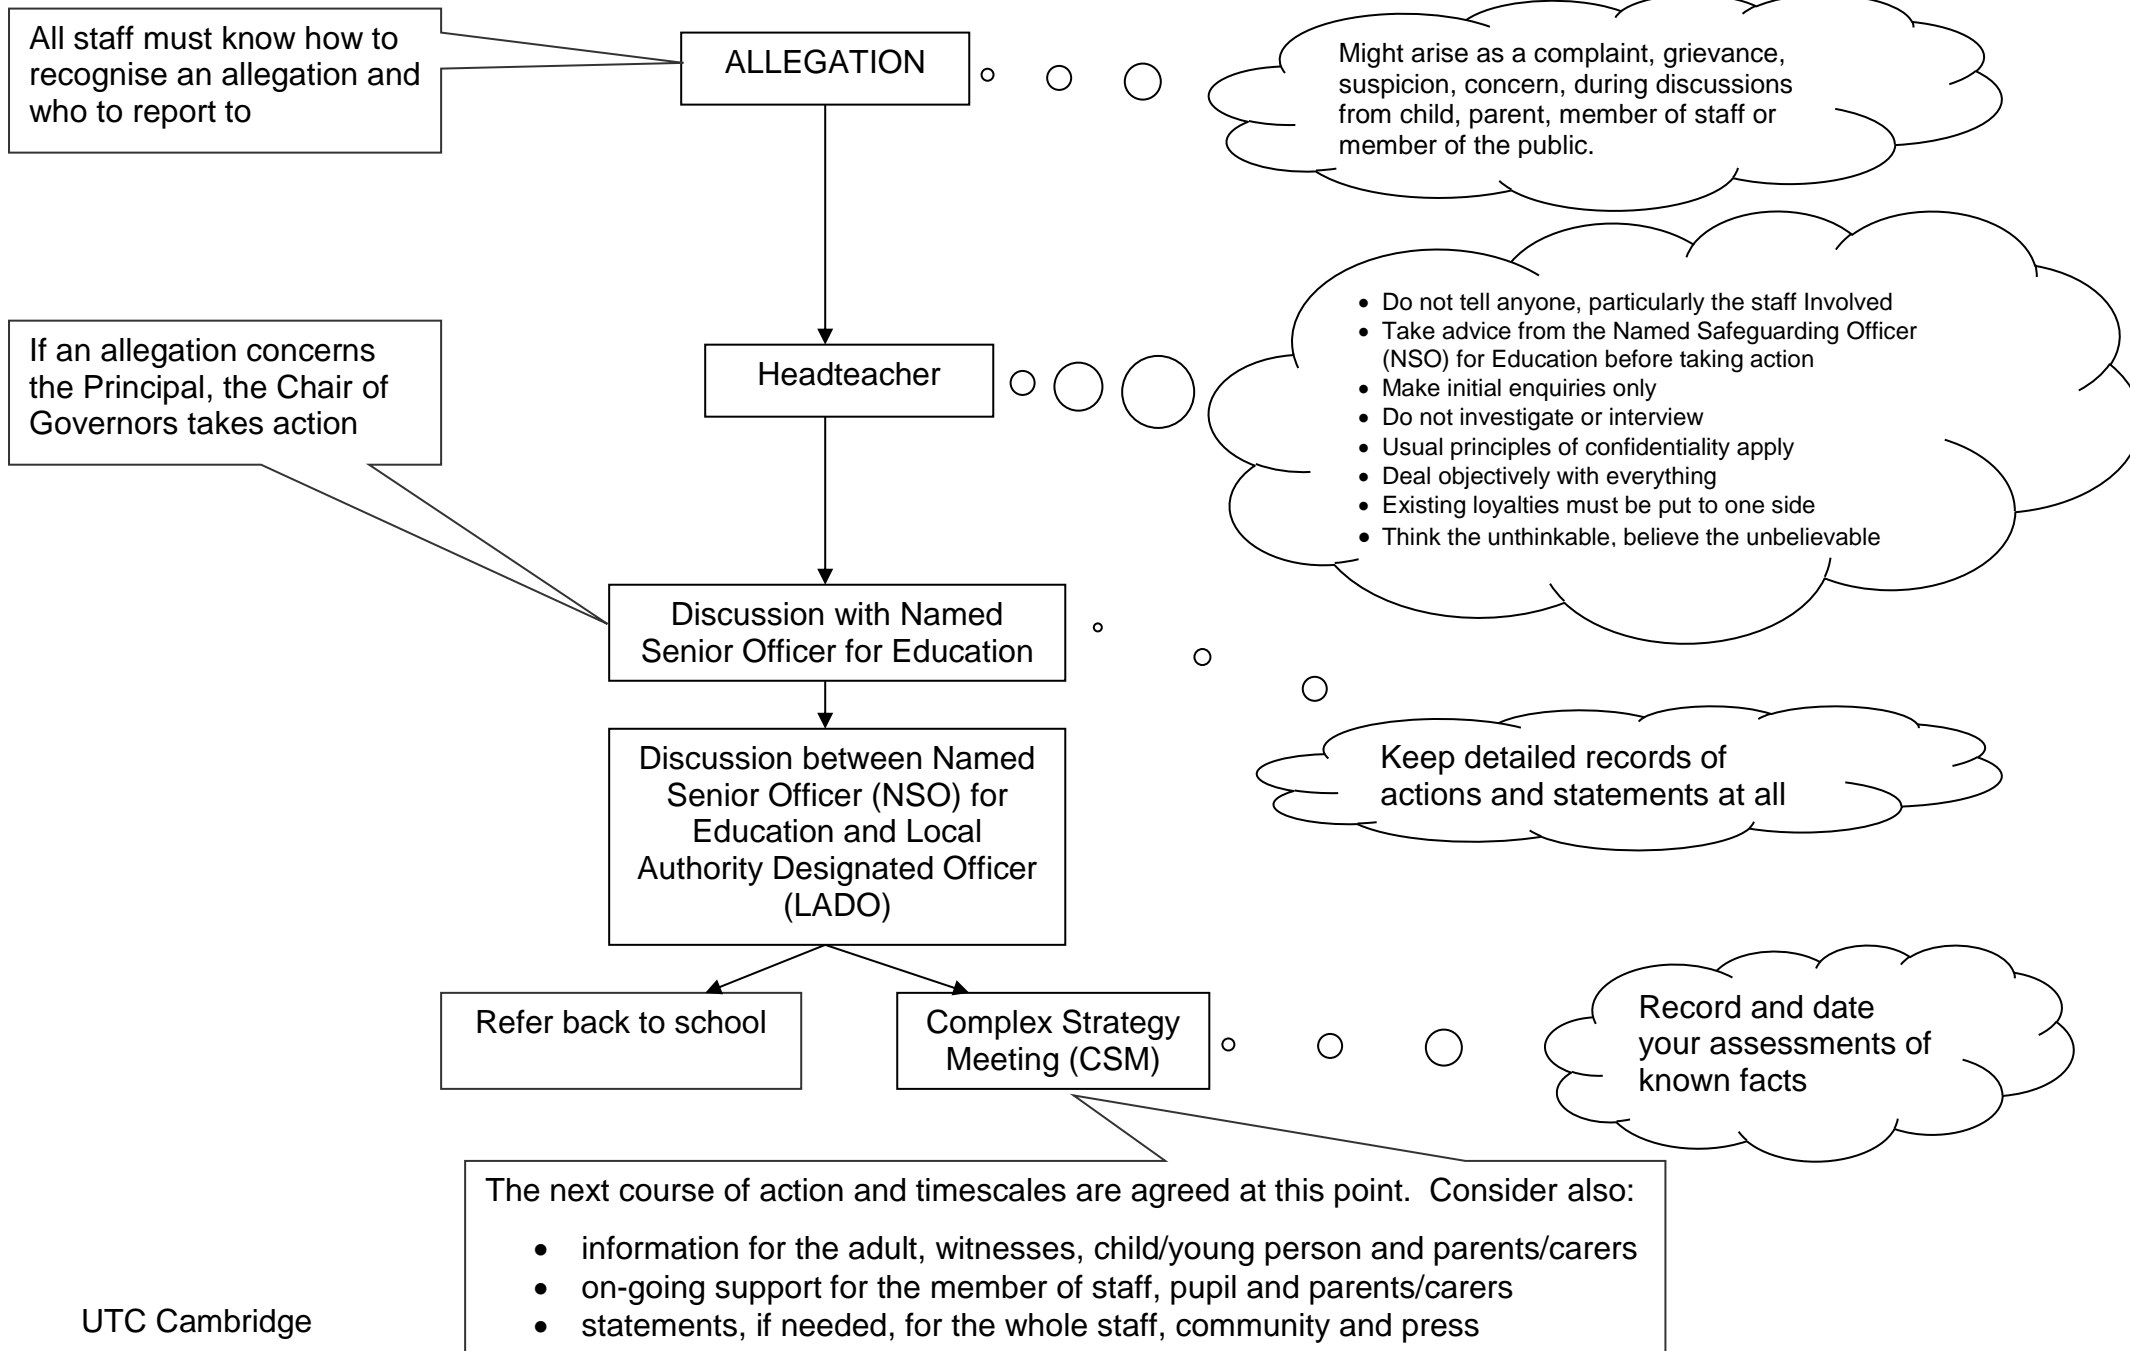 All staff must know how to
recognise an allegation and
who to report to
ALLEGATION
Might arise as a complaint, grievance,
suspicion, concern, during discussions
from child, parent, member of staff or
member of the public.
If an allegation concerns
the Principal, the Chair of
Governors takes action
Headteacher
• Do not tell anyone, particularly the staff Involved
• Take advice from the Named Safeguarding Officer
(NSO) for Education before taking action
• Make initial enquiries only
• Do not investigate or interview
• Usual principles of confidentiality apply
• Deal objectively with everything
• Existing loyalties must be put to one side
• Think the unthinkable, believe the unbelievable
Discussion with Named
Senior Officer for Education
Keep detailed records of
actions and statements at all
Discussion between Named
Senior Officer (NSO) for
Education and Local
Authority Designated Officer
(LADO)
Refer back to school
Complex Strategy
Meeting (CSM)
Record and date
your assessments of
known facts
The next course of action and timescales are agreed at this point.  Consider also:
• information for the adult, witnesses, child/young person and parents/carers
• on-going support for the member of staff, pupil and parents/carers
• statements, if needed, for the whole staff, community and press
UTC Cambridge